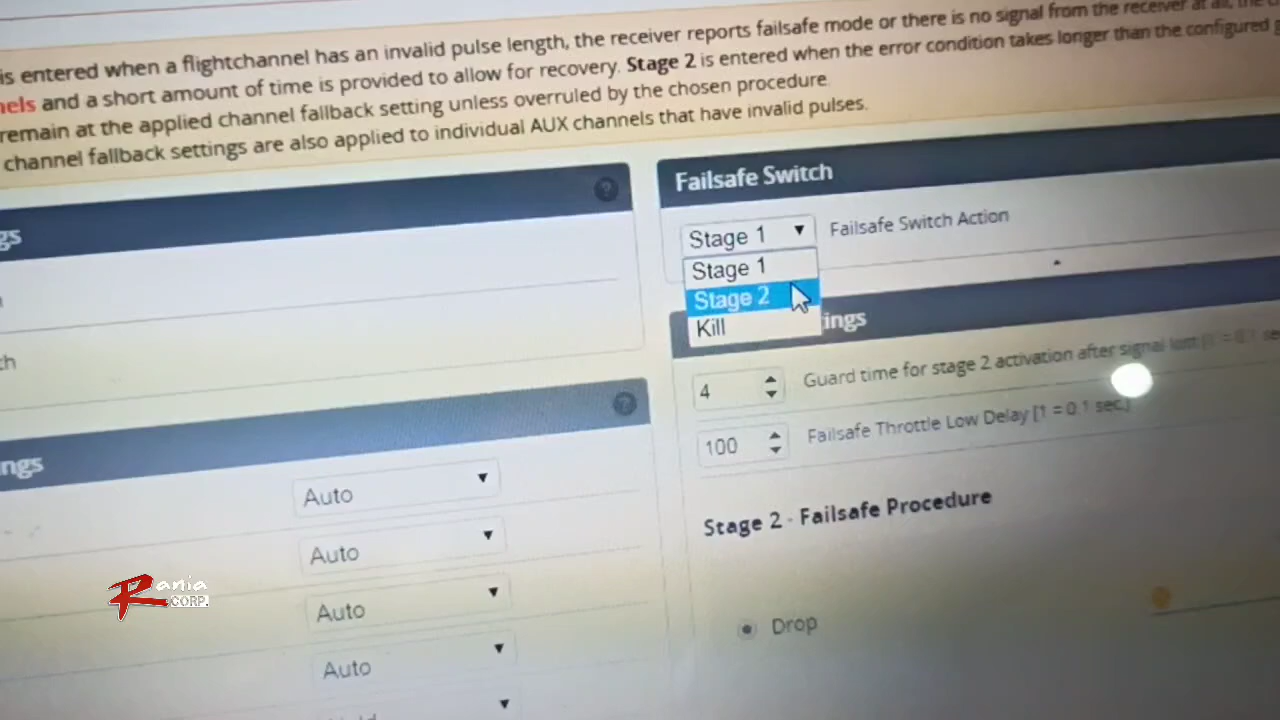 is entered when a flightchannel has an invalid pulse length, the receiver reports failsafe mode or there is no signal from the receiver at all, the
nels and a short amount of time is provided to allow for recovery. Stage 2 is entered when the error condition takes longer than the configured
remain at the applied channel fallback setting unless overruled by the chosen procedure.
channel fallback settings are also applied to individual AUX channels that have invalid pulses.
gs
Failsafe Switch
Stage 1 Failsafe Switch Action
Stage 1
Stage 2
Kill
ings
ch
4 Guard time for stage 2 activation after signal lost [1 = 0.1 sec
100 Failsafe Throttle Low Delay [1 = 0.1 sec.]
ngs
Auto
Auto
Auto
Auto
Stage 2 - Failsafe Procedure
Drop
Rania
CORP.